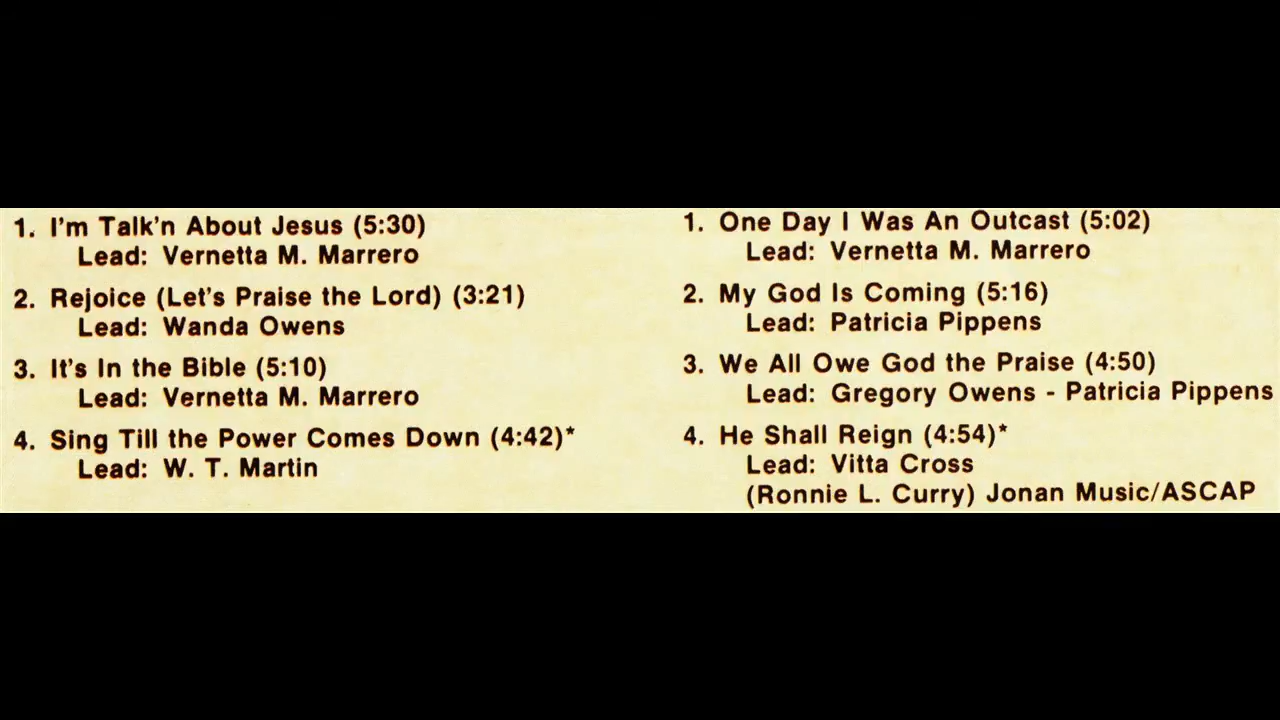 1. I'm Talk'n About Jesus (5:30)
Lead: Vernetta M. Marrero
2. Rejoice (Let's Praise the Lord) (3:21)
Lead: Wanda Owens
3. It's In the Bible (5:10)
Lead: Vernetta M. Marrero
4. Sing Till the Power Comes Down (4:42)*
Lead: W. T. Martin
1. One Day I Was An Outcast (5:02)
Lead: Vernetta M. Marrero
2. My God Is Coming (5:16)
Lead: Patricia Pippens
3. We All Owe God the Praise (4:50)
Lead: Gregory Owens - Patricia Pippens
4. He Shall Reign (4:54)*
Lead: Vitta Cross
(Ronnie L. Curry) Jonan Music/ASCAP